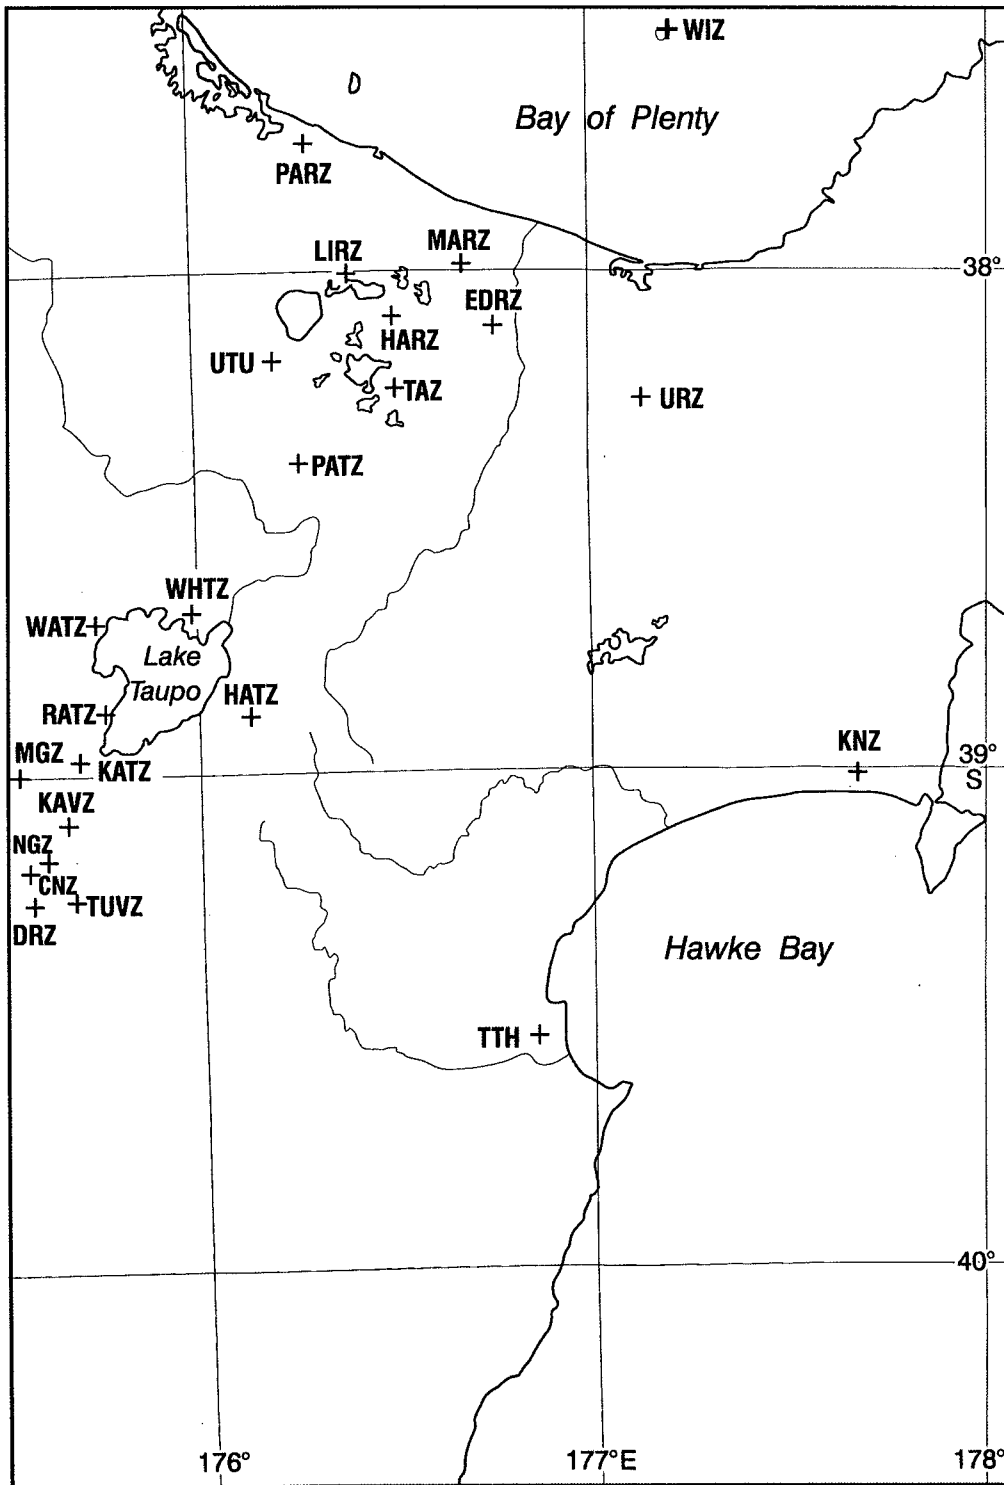 WIZ
Bay of Plenty
PARZ
MARZ
LIRZ
38°
EDRZ
HARZ
UTU
TAZ
URZ
PATZ
WHTZ
WATZ
Lake
Taupo
HATZ
RATZ
KNZ
MGZ
KATZ
39°
S
KAVZ
NGZ
CNZ
TUVZ
DRZ
Hawke Bay
TTH
40°
176°
177°E
178°